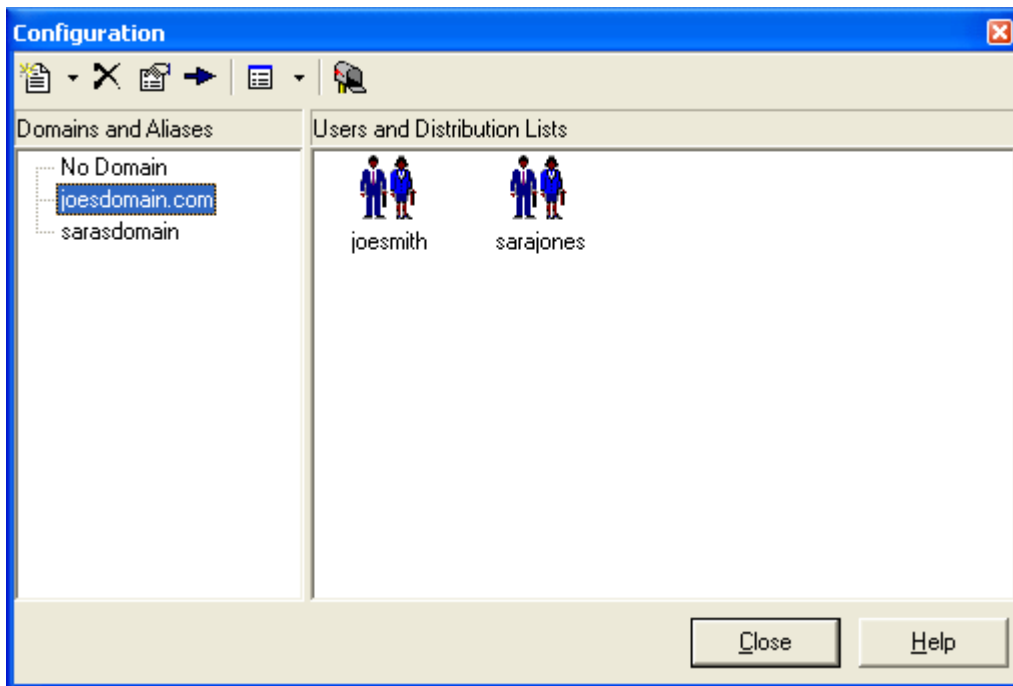 Configuration
Domains and Aliases
Users and Distribution Lists
No Domain
joesdomain.com
sarasdomain
joesmith
sarajones
Close
Help